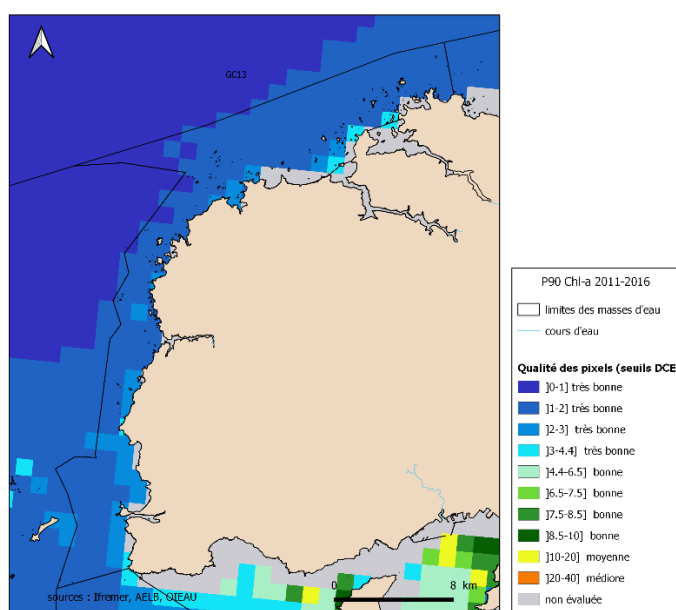 GC13
sources : Ifremer, AELB, OIEAU
0 8 km
P90 Chl-a 2011-2016
limites des masses d'eau
cours d'eau
Qualité des pixels (seuils DCE
]0-1] très bonne
]1-2] très bonne
]2-3] très bonne
]3-4.4] très bonne
]4.4-6.5] bonne
]6.5-7.5] bonne
]7.5-8.5] bonne
]8.5-10] bonne
]10-20] moyenne
]20-40] médiore
non évaluée